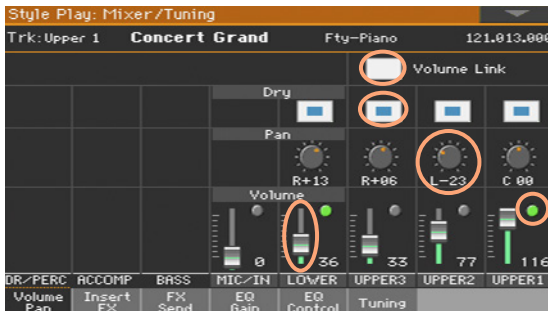 Style Play: Mixer/Tuning
Trk:Upper 1 Concert Grand Fty-Piano 121.013.000
Volume Link
Dry
Pan
R+13 R+06 L-23 C 00
Volume
0 36 33 77 116
DR/PERC ACCOMP BASS MIC/IN LOWER UPPER3 UPPER2 UPPER1
Volume Pan Insert FX FX Send EQ Gain EQ Control Tuning